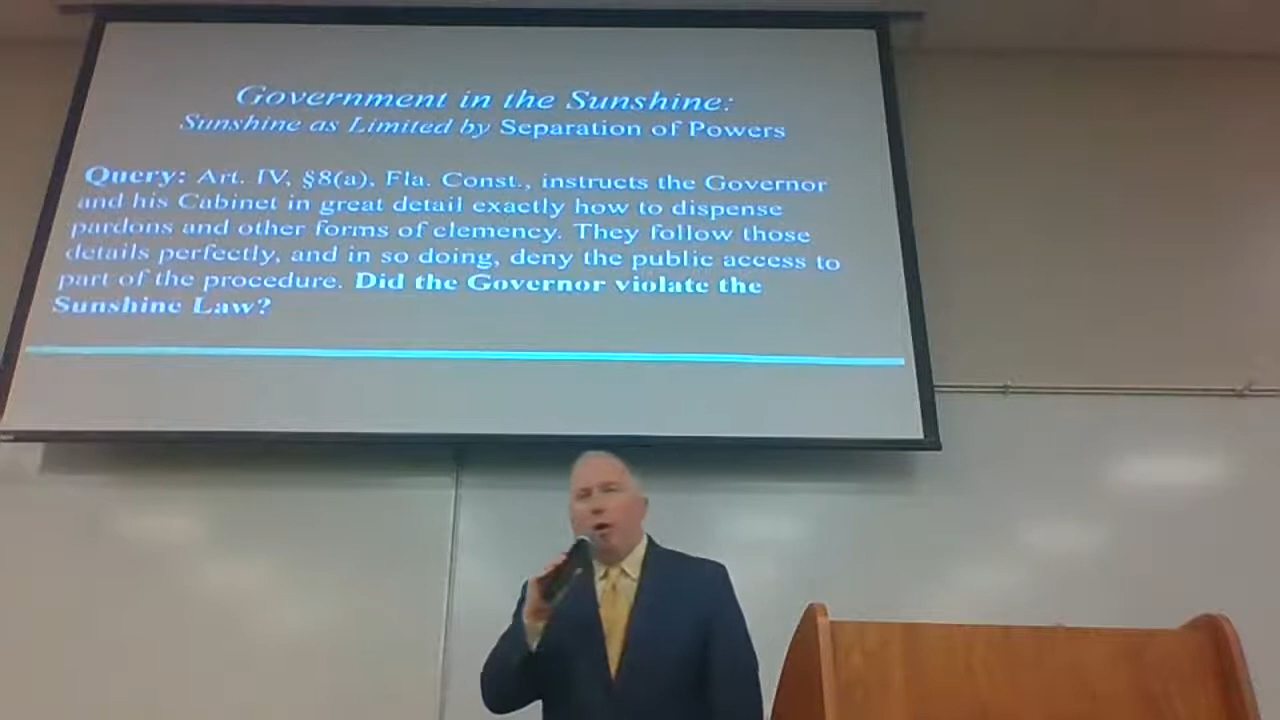 Government in the Sunshine:
Sunshine as Limited by Separation of Powers
Query: Art. IV, §8(a), Fla. Const., instructs the Governor
and his Cabinet in great detail exactly how to dispense
pardons and other forms of clemency. They follow those
details perfectly, and in so doing, deny the public access to
part of the procedure. Did the Governor violate the
Sunshine Law?